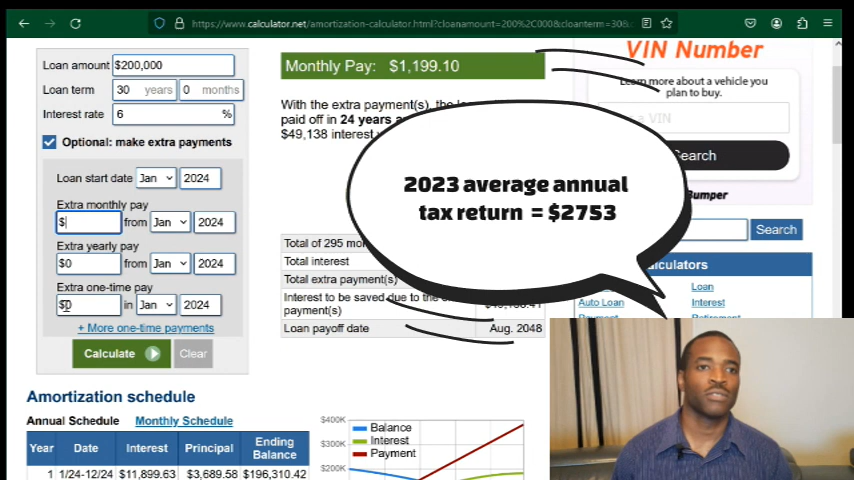 https://www.calculator.net/amortization-calculator.html?cloanamount=200%2C000&cloanterm=30&
Loan amount $200,000
Loan term 30 years 0 months
Interest rate 6 %
Optional: make extra payments
Loan start date Jan 2024
Extra monthly pay
$ from Jan 2024
Extra yearly pay
$0 from Jan 2024
Extra one-time pay
$0 in Jan 2024
+ More one-time payments
Calculate Clear
Monthly Pay: $1,199.10
With the extra payment(s), the
paid off in 24 years
$49,138 interest
2023 average annual
tax return = $2753
Total of 295
Total interest
Total extra payment(s)
Interest to be saved due to the
payment(s)
Loan payoff date Aug. 2048
VIN Number
Learn more about a vehicle you
plan to buy.
a VIN
Search
Bumper
Search
Calculators
Loan
Auto Loan Interest
Amortization schedule
Annual Schedule Monthly Schedule
Year Date Interest Principal Ending
Balance
1 1/24-12/24 $11,899.63 $3,689.58 $196,310.42
$400K
$300K
$200K
Balance
Interest
Payment